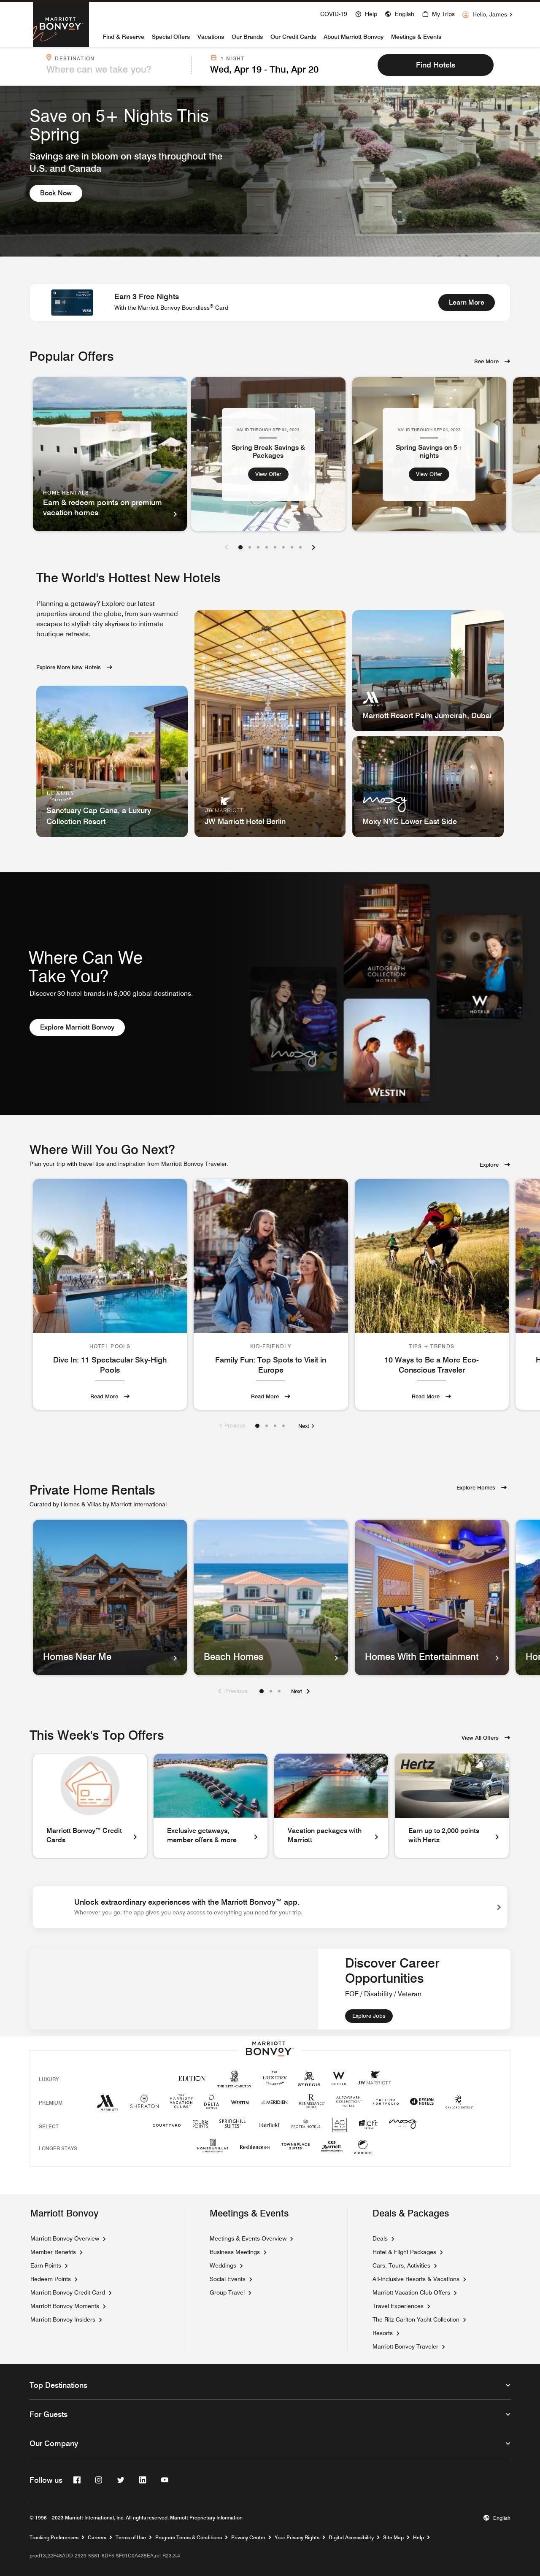 COVID-19 Help English My Trips Hello, James
MARRIOTT
BONVOY
Find & Reserve Special Offers Vacations Our Brands Our Credit Cards About Marriott Bonvoy Meetings & Events
DESTINATION
Where can we take you?
1 NIGHT
Wed, Apr 19 - Thu, Apr 20
Find Hotels
Save on 5+ Nights This
Spring
Savings are in bloom on stays throughout the
U.S. and Canada
Book Now
Earn 3 Free Nights
With the Marriott Bonvoy Boundless® Card
Learn More
VISA
Popular Offers
See More
HOME RENTALS
Earn & redeem points on premium
vacation homes
VALID THROUGH SEP 04, 2023
Spring Break Savings &
Packages
View Offer
VALID THROUGH SEP 04, 2023
Spring Savings on 5+
nights
View Offer
The World's Hottest New Hotels
Planning a getaway? Explore our latest
properties around the globe, from sun-warmed
escapes to stylish city skyrises to intimate
boutique retreats.
Explore More New Hotels
LUXURY
Sanctuary Cap Cana, a Luxury
Collection Resort
JW MARRIOTT
JW Marriott Hotel Berlin
Marriott Resort Palm Jumeirah, Dubai
moxy
Moxy NYC Lower East Side
Where Can We
Take You?
Discover 30 hotel brands in 8,000 global destinations.
Explore Marriott Bonvoy
AUTOGRAPH
COLLECTION
HOTELS
W
HOTELS
moxy
WESTIN
Where Will You Go Next?
Plan your trip with travel tips and inspiration from Marriott Bonvoy Traveler.
Explore
HOTEL POOLS
Dive In: 11 Spectacular Sky-High
Pools
Read More
KID-FRIENDLY
Family Fun: Top Spots to Visit in
Europe
Read More
TIPS + TRENDS
10 Ways to Be a More Eco-
Conscious Traveler
Read More
H
Previous Next
Private Home Rentals
Explore Homes
Curated by Homes & Villas by Marriott International
Homes Near Me
Beach Homes
Homes With Entertainment
Hor
Previous Next
This Week's Top Offers
View All Offers
Marriott Bonvoy™ Credit
Cards
Exclusive getaways,
member offers & more
Vacation packages with
Marriott
Hertz
Earn up to 2,000 points
with Hertz
Unlock extraordinary experiences with the Marriott Bonvoy™ app.
Wherever you go, the app gives you easy access to everything you need for your trip.
Discover Career
Opportunities
EOE / Disability / Veteran
Explore Jobs
MARRIOTT
BONVOY
LUXURY
EDITION THE RITZ-CARLTON THE LUXURY COLLECTION ST REGIS W HOTELS JW MARRIOTT
PREMIUM
MARRIOTT SHERATON THE MARRIOTT VACATION CLUBS DELTA HOTELS WESTIN LE MERIDIEN R RENAISSANCE AUTOGRAPH COLLECTION HOTELS TRIBUTE PORTFOLIO DESIGN HOTELS GAYLORD HOTELS
SELECT
COURTYARD FOUR POINTS SPRINGHILL SUITES Fairfield PROTEA HOTELS AC HOTELS aloft moxy
LONGER STAYS
HOMES & VILLAS Residence INN TOWNEPLACE SUITES Marriott element
Marriott Bonvoy
Marriott Bonvoy Overview
Member Benefits
Earn Points
Redeem Points
Marriott Bonvoy Credit Card
Marriott Bonvoy Moments
Marriott Bonvoy Insiders
Meetings & Events
Meetings & Events Overview
Business Meetings
Weddings
Social Events
Group Travel
Deals & Packages
Deals
Hotel & Flight Packages
Cars, Tours, Activities
All-Inclusive Resorts & Vacations
Marriott Vacation Club Offers
Travel Experiences
The Ritz-Carlton Yacht Collection
Resorts
Marriott Bonvoy Traveler
Top Destinations
For Guests
Our Company
Follow us
© 1996 – 2023 Marriott International, Inc. All rights reserved. Marriott Proprietary Information
English
Tracking Preferences Careers Terms of Use Program Terms & Conditions Privacy Center Your Privacy Rights Digital Accessibility Site Map Help